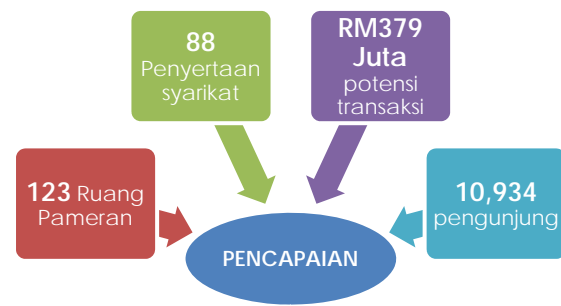 88
Penyertaan
syarikat
RM379
Juta
potensi
transaksi
123 Ruang
Pameran
10,934
pengunjung
PENCAPAIAN